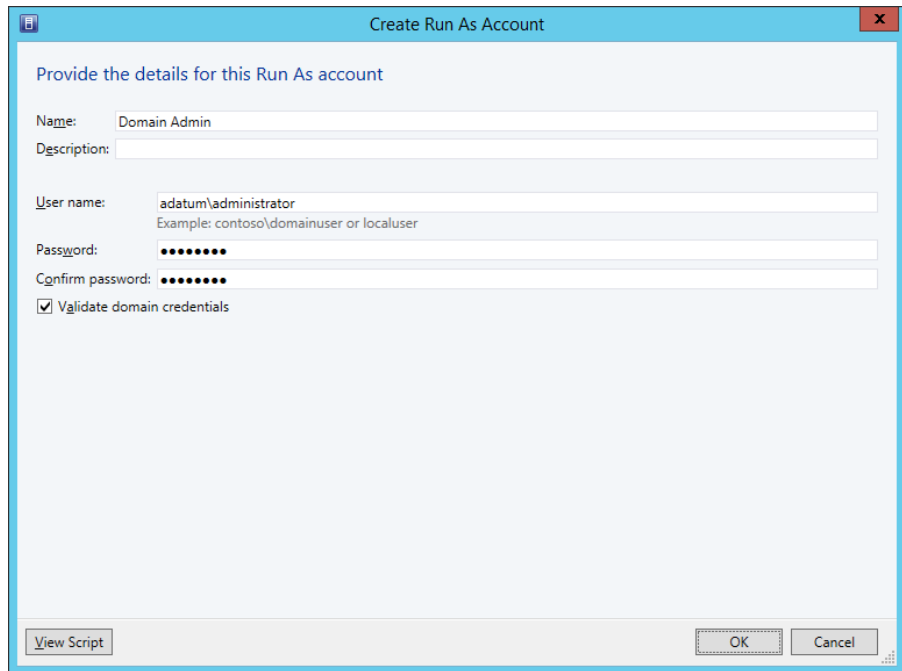 Create Run As Account
x
Provide the details for this Run As account
Name: Domain Admin
Description:
User name: adatum\administrator
Example: contoso\domainuser or localuser
Password: ●●●●●●●●
Confirm password: ●●●●●●●●
Validate domain credentials
View Script OK Cancel